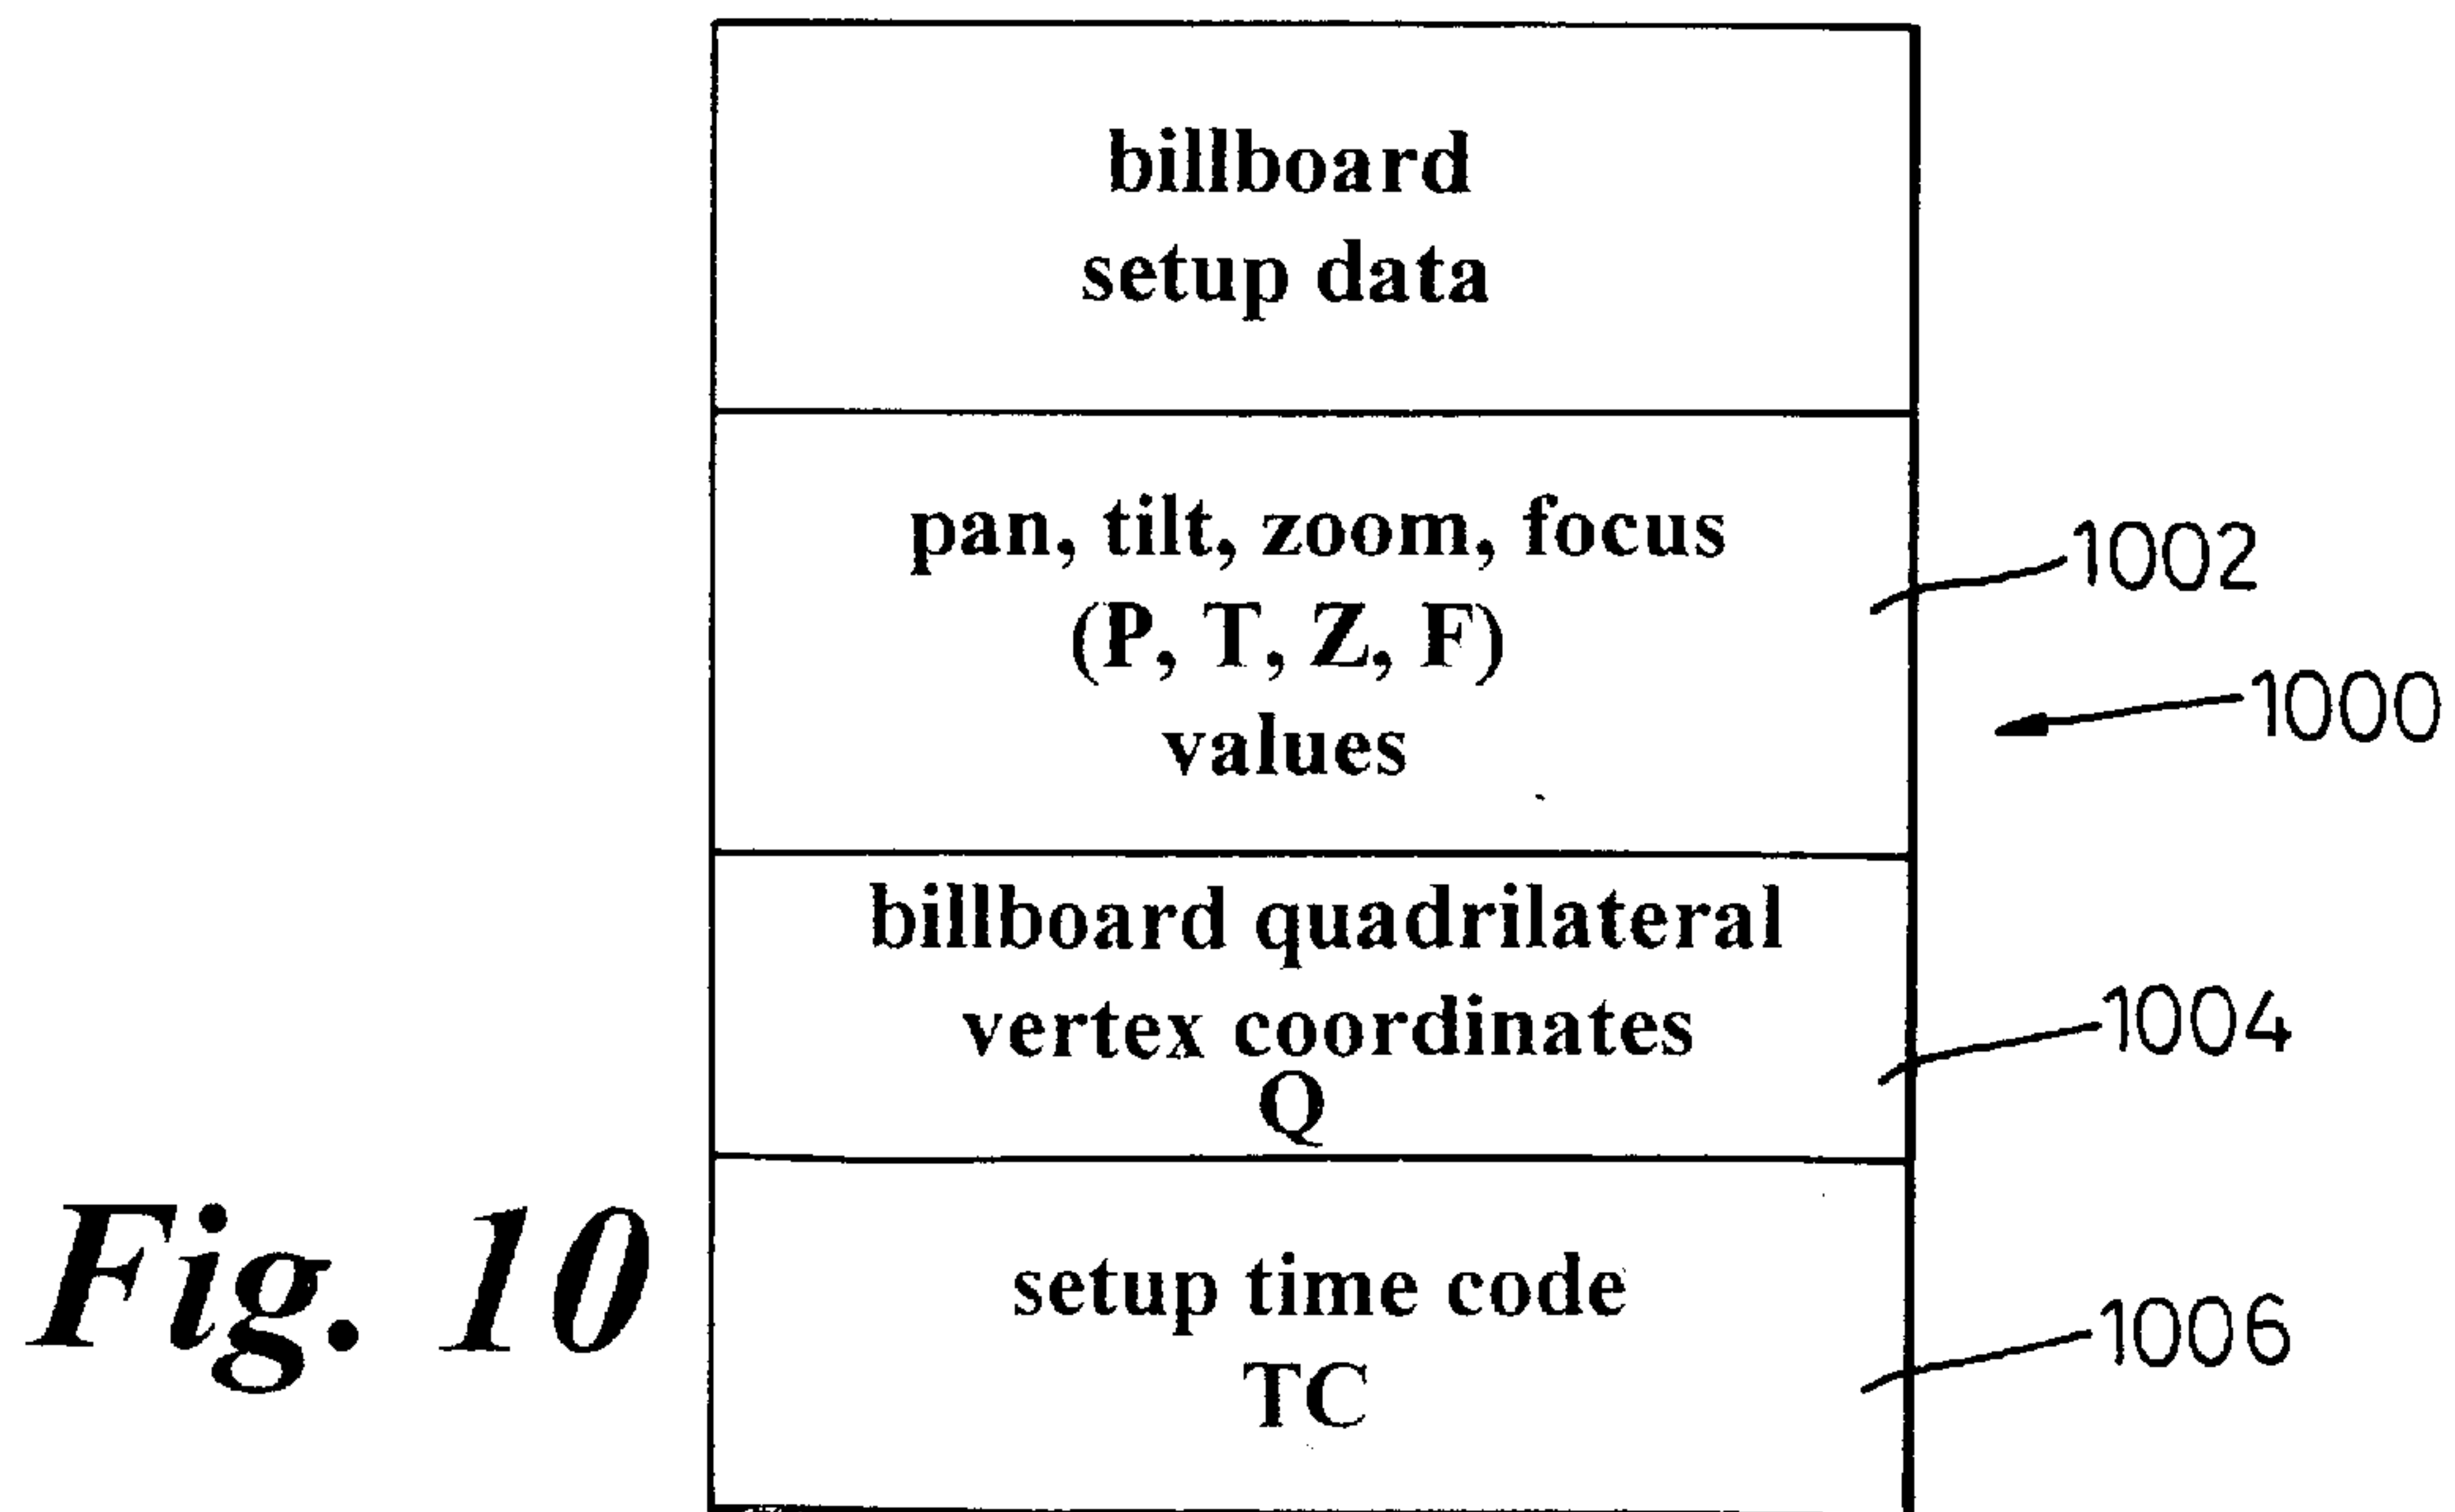 billboard
setup data
pan, tilt, zoom, focus
(P, T, Z, F)
values
1002
1000
billboard quadrilateral
vertex coordinates
Q
1004
setup time code
TC
1006
Fig. 10